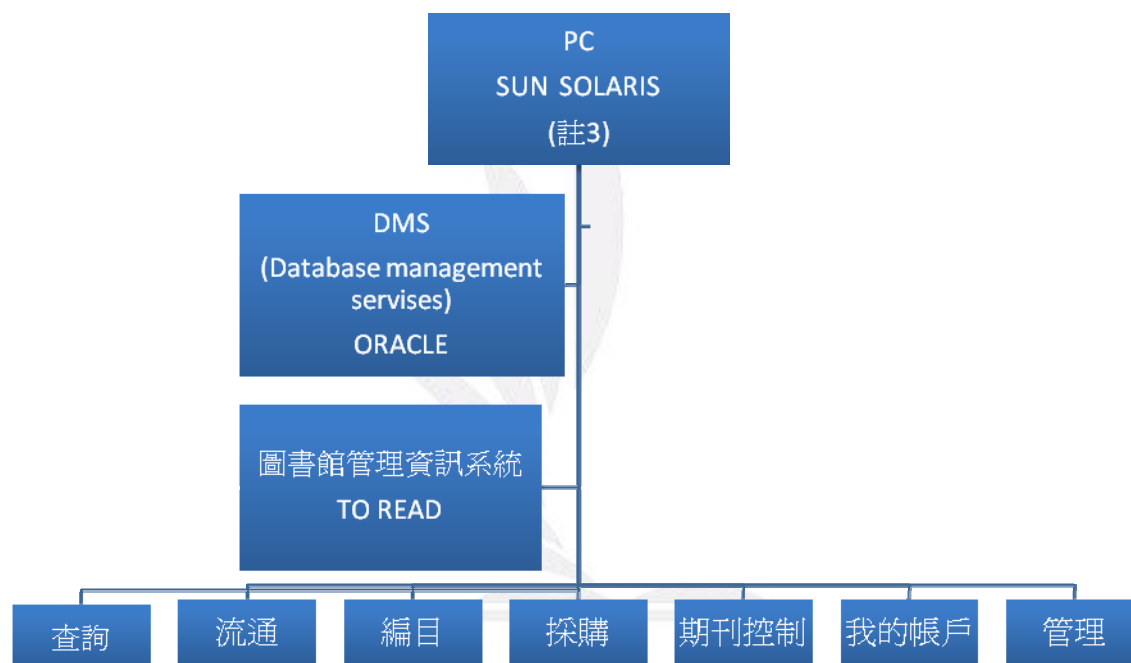 PC
SUN SOLARIS
(註3)
DMS
(Database management
servises)
ORACLE
圖書館管理資訊系統
TO READ
查詢
流通
編目
採購
期刊控制
我的帳戶
管理